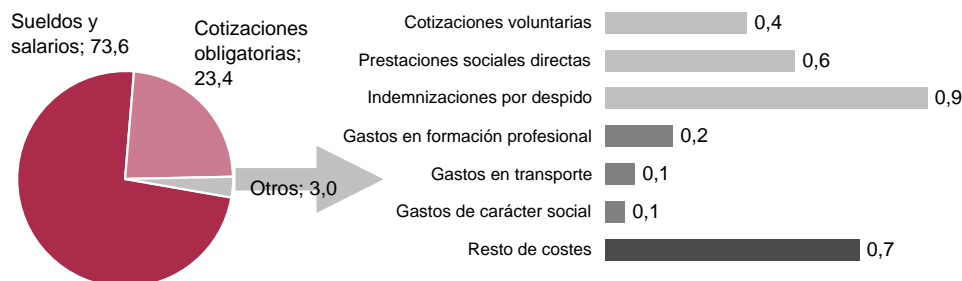 Sueldos y
salarios; 73,6
Cotizaciones
obligatorias;
23,4
Otros; 3,0
Cotizaciones voluntarias 0,4
Prestaciones sociales directas 0,6
Indemnizaciones por despido 0,9
Gastos en formación profesional 0,2
Gastos en transporte 0,1
Gastos de carácter social 0,1
Resto de costes 0,7